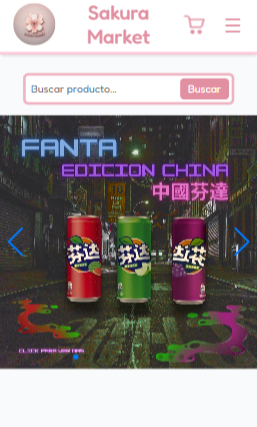 Sakura
Market
Buscar producto...
Buscar
FANTA
EDICION CHINA
中國芬達
芬达
芬达
芬达
CLICK PARA VER MAS